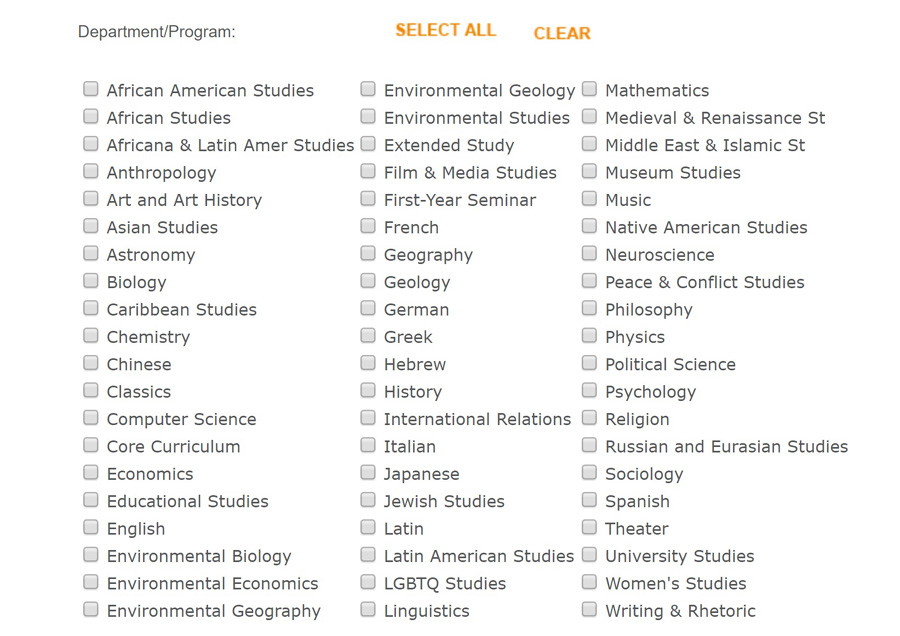 Department/Program:
SELECT ALL
CLEAR
African American Studies
African Studies
Africana & Latin Amer Studies
Anthropology
Art and Art History
Asian Studies
Astronomy
Biology
Caribbean Studies
Chemistry
Chinese
Classics
Computer Science
Core Curriculum
Economics
Educational Studies
English
Environmental Biology
Environmental Economics
Environmental Geography
Environmental Geology
Environmental Studies
Extended Study
Film & Media Studies
First-Year Seminar
French
Geography
Geology
German
Greek
Hebrew
History
International Relations
Italian
Japanese
Jewish Studies
Latin
Latin American Studies
LGBTQ Studies
Linguistics
Mathematics
Medieval & Renaissance St
Middle East & Islamic St
Museum Studies
Music
Native American Studies
Neuroscience
Peace & Conflict Studies
Philosophy
Physics
Political Science
Psychology
Religion
Russian and Eurasian Studies
Sociology
Spanish
Theater
University Studies
Women's Studies
Writing & Rhetoric